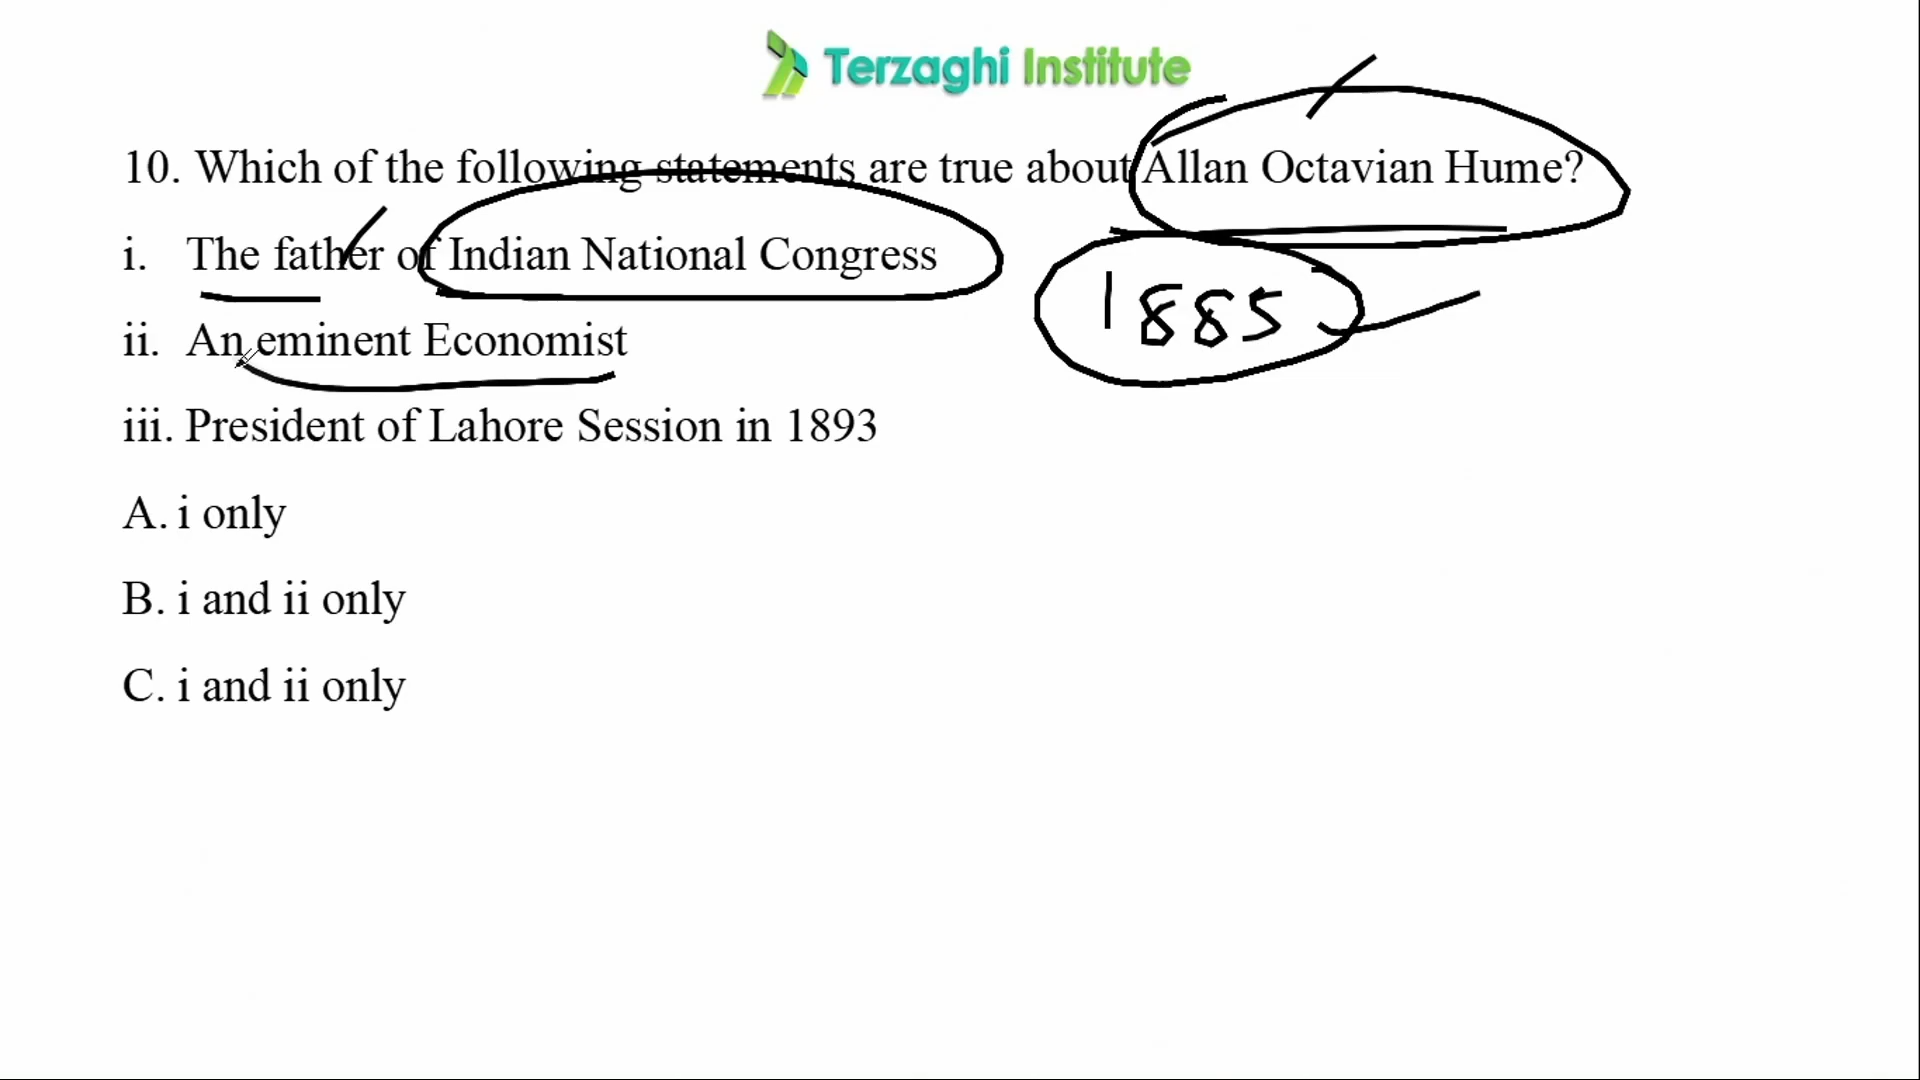 Terzaghi Institute
10. Which of the following statements are true about Allan Octavian Hume?
i. The father of Indian National Congress
1885
ii. An eminent Economist
iii. President of Lahore Session in 1893
A. i only
B. i and ii only
C. i and ii only